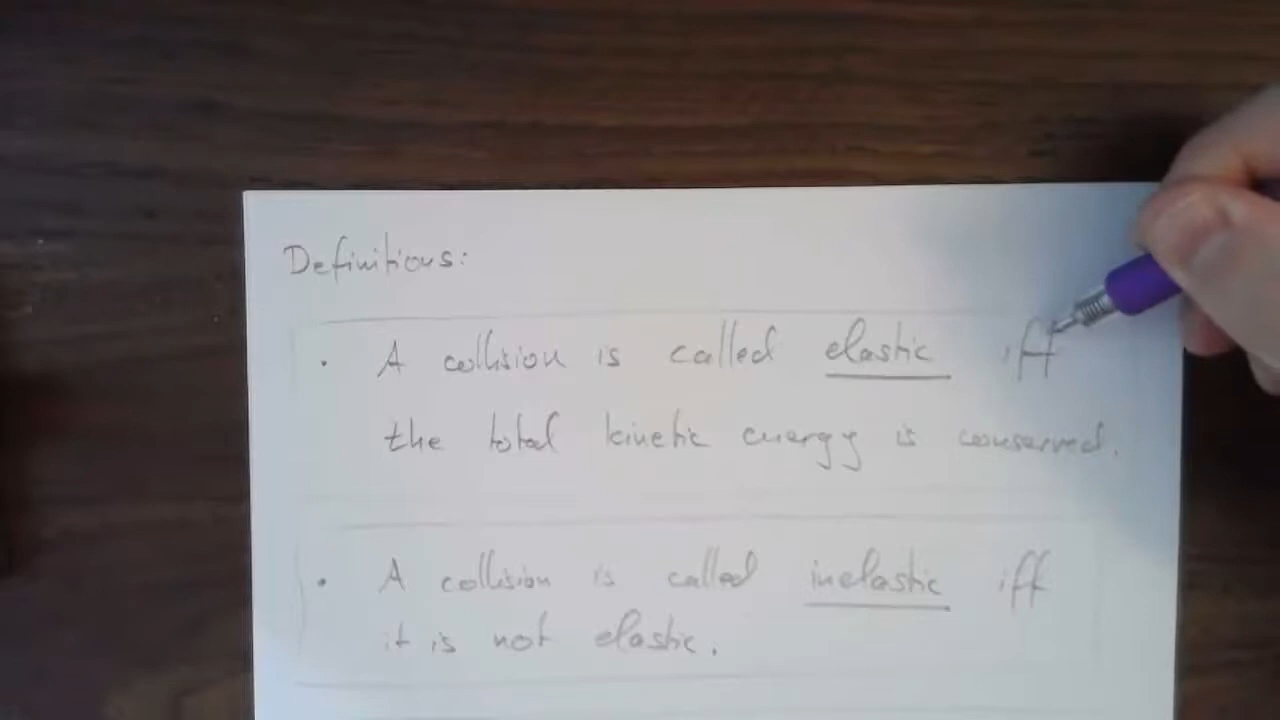 Definitions:
· A collision is called elastic iff
the total kinetic energy is conserved.
· A collision is called inelastic iff
it is not elastic.